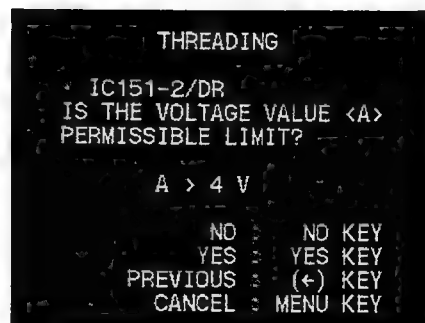 THREADING
* IC151-2/DR
IS THE VOLTAGE VALUE <A>
PERMISSIBLE LIMIT?
A > 4 V
NO : NO KEY
YES : YES KEY
PREVIOUS : (←) KEY
CANCEL : MENU KEY